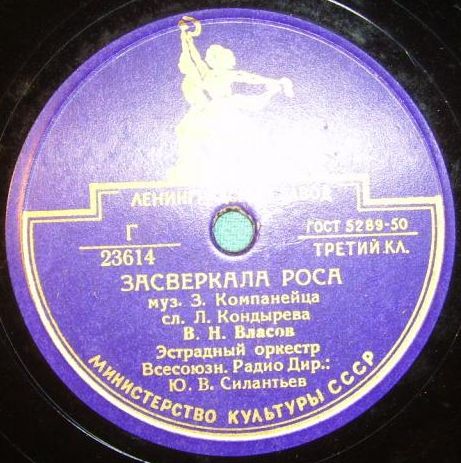 ЗАВОД
Г
23614
ГОСТ 5289-50
ТРЕТИЙ КЛ.
ЗАСВЕРКАЛА РОСА
муз. З. Компанейца
сл. Л. Кондырева
В. Н. Власов
Эстрадный оркестр
Всесоюзн. Радио Дир.:
Ю. В. Силантьев
МИНИСТЕРСТВО КУЛЬТУРЫ СССР